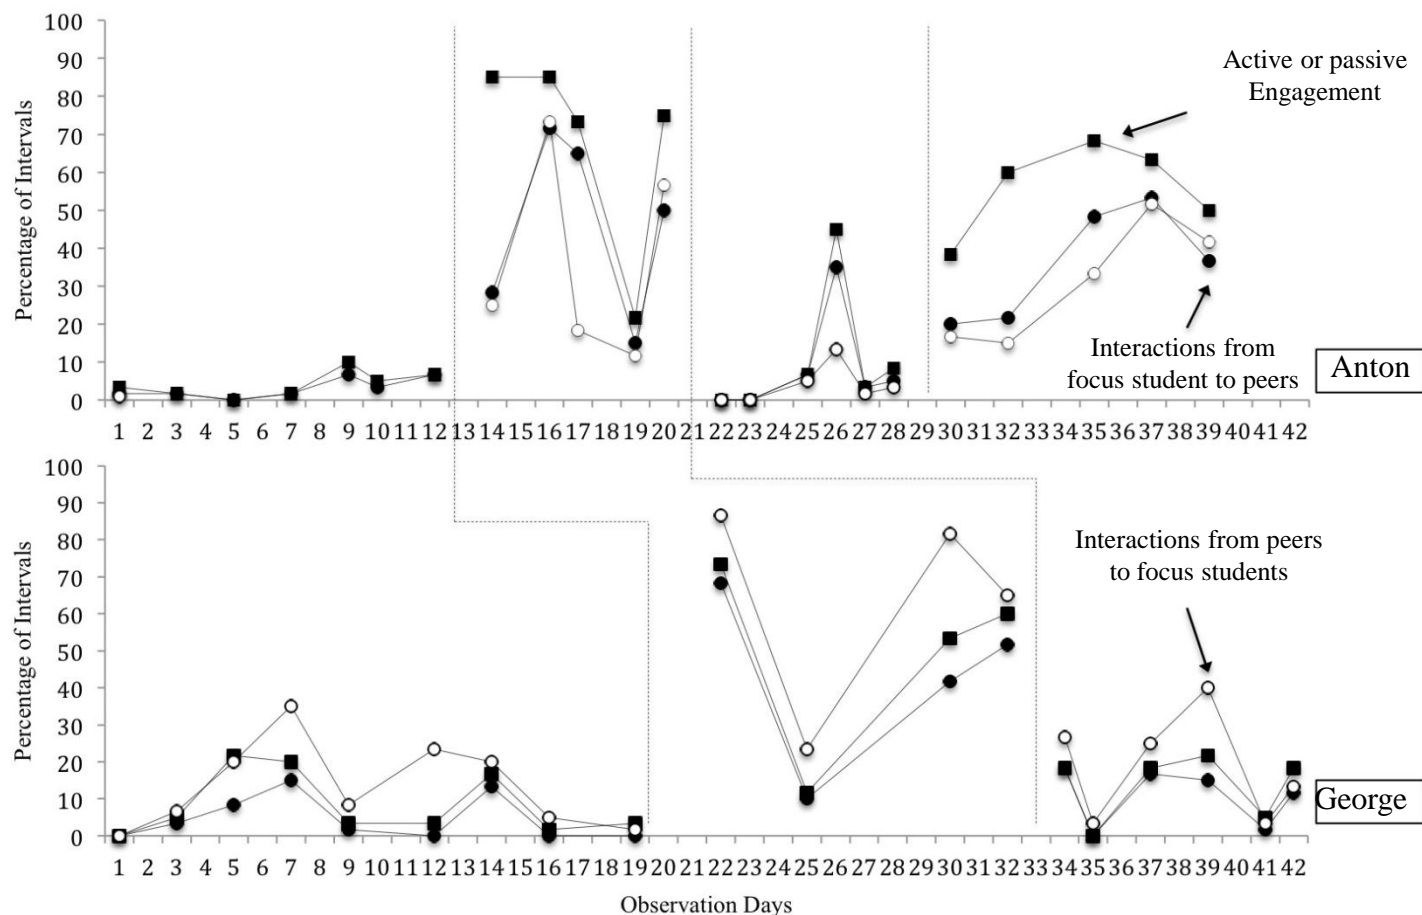 100
90
80
70
60
50
40
30
20
10
0
Percentage of Intervals
Active or passive
Engagement
Interactions from
focus student to peers
Anton
1 2 3 4 5 6 7 8 9 10 11 12 13 14 15 16 17 18 19 20 21 22 23 24 25 26 27 28 29 30 31 32 33 34 35 36 37 38 39 40 41 42
100
90
80
70
60
50
40
30
20
10
0
Percentage of Intervals
Interactions from peers
to focus students
George
1 2 3 4 5 6 7 8 9 10 11 12 13 14 15 16 17 18 19 20 21 22 23 24 25 26 27 28 29 30 31 32 33 34 35 36 37 38 39 40 41 42
Observation Days